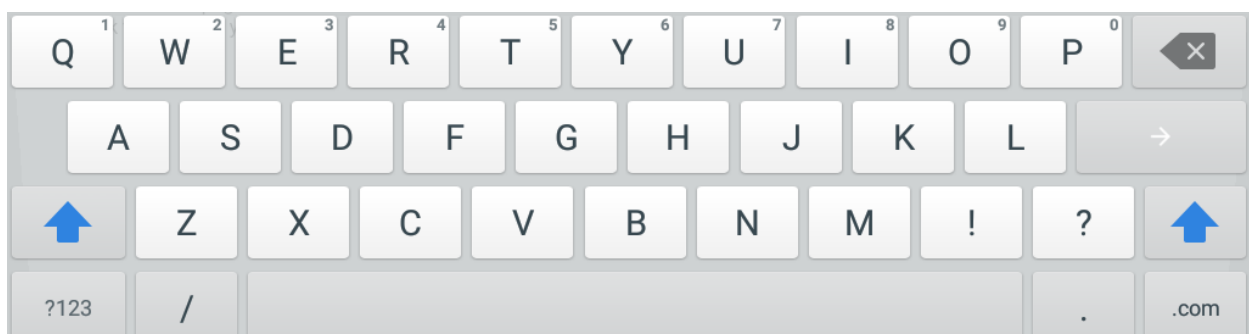 Q 1 W 2 E 3 R 4 T 5 Y 6 U 7 I 8 O 9 P 0
A S D F G H J K L
Z X C V B N M ! ?
?123 / . .com